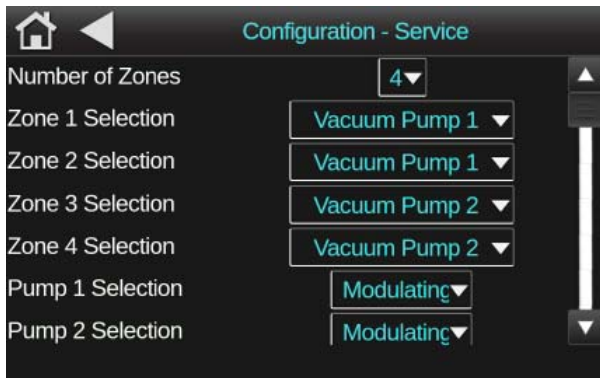 Configuration - Service
Number of Zones 4
Zone 1 Selection Vacuum Pump 1
Zone 2 Selection Vacuum Pump 1
Zone 3 Selection Vacuum Pump 2
Zone 4 Selection Vacuum Pump 2
Pump 1 Selection Modulating
Pump 2 Selection Modulating